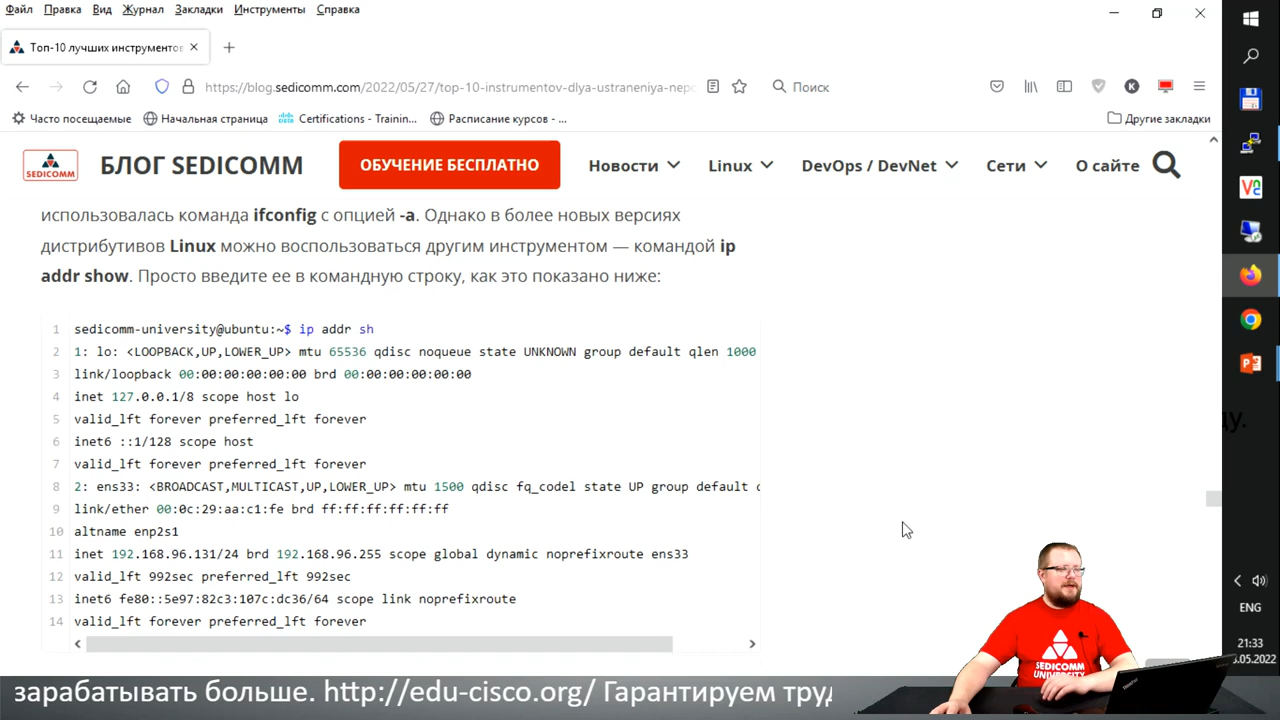 Файл Правка Вид Журнал Закладки Инструменты Справка
Топ-10 лучших инструментов
https://blog.sedicomm.com/2022/05/27/top-10-instrumentov-dlya-ustraneniya-nep
Поиск
Часто посещаемые Начальная страница Certifications - Trainin... Расписание курсов - ... Другие закладки
SEDICOMM БЛОГ SEDICOMM ОБУЧЕНИЕ БЕСПЛАТНО Новости Linux DevOps / DevNet Сети О сайте
использовалась команда ifconfig с опцией -a. Однако в более новых версиях
дистрибутивов Linux можно воспользоваться другим инструментом — командой ip
addr show. Просто введите ее в командную строку, как это показано ниже:
1 sedicomm-university@ubuntu:~$ ip addr sh
2 1: lo: <LOOPBACK,UP,LOWER_UP> mtu 65536 qdisc noqueue state UNKNOWN group default qlen 1000
3 link/loopback 00:00:00:00:00:00 brd 00:00:00:00:00:00
4 inet 127.0.0.1/8 scope host lo
5 valid_lft forever preferred_lft forever
6 inet6 ::1/128 scope host
7 valid_lft forever preferred_lft forever
8 2: ens33: <BROADCAST,MULTICAST,UP,LOWER_UP> mtu 1500 qdisc fq_codel state UP group default
9 link/ether 00:0c:29:aa:c1:fe brd ff:ff:ff:ff:ff:ff
10 altname enp2s1
11 inet 192.168.96.131/24 brd 192.168.96.255 scope global dynamic noprefixroute ens33
12 valid_lft 992sec preferred_lft 992sec
13 inet6 fe80::5e97:82c3:107c:dc36/64 scope link noprefixroute
14 valid_lft forever preferred_lft forever
ду.
ENG
21:33
.05.2022
SEDICOMM
UNIVERSITY
ThinkPad
зарабатывать больше. http://edu-cisco.org/ Гарантируем труд